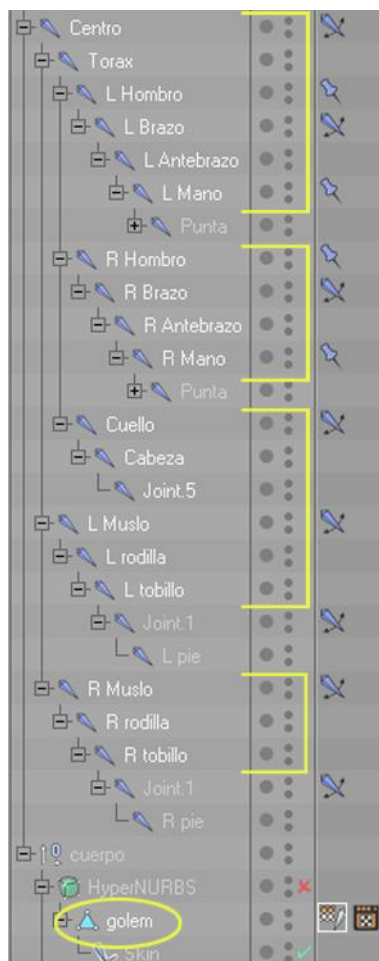 Centro
Torax
L Hombro
L Brazo
L Antebrazo
L Mano
Punta
R Hombro
R Brazo
R Antebrazo
R Mano
Punta
Cuello
Cabeza
Joint.5
L Muslo
L rodilla
L tobillo
Joint.1
L pie
R Muslo
R rodilla
R tobillo
Joint.1
R pie
cuerpo
HyperNURBS
golem
Skin